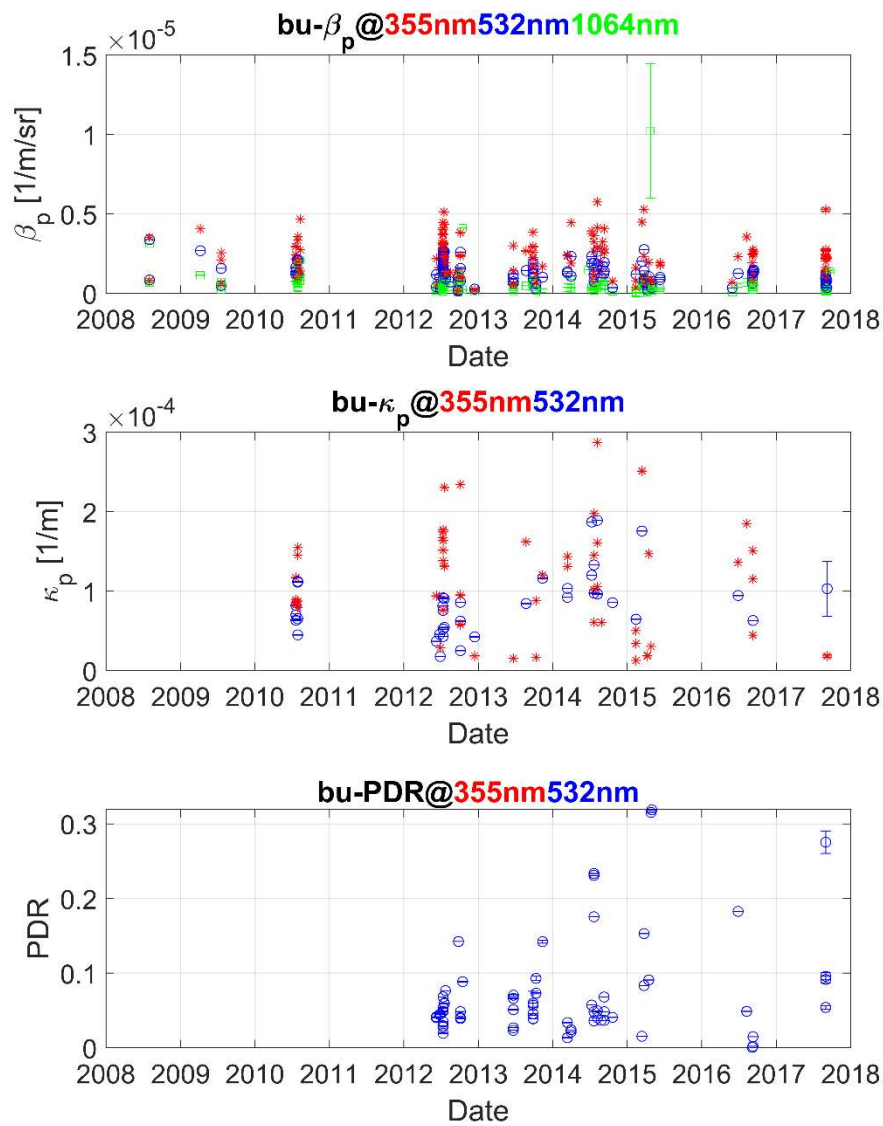 bu-β_p@355nm532nm1064nm
×10^-5
1.5
1
0.5
0
β_p [1/m/sr]
2008 2009 2010 2011 2012 2013 2014 2015 2016 2017 2018
Date
bu-κ_p@355nm532nm
×10^-4
3
2
1
0
κ_p [1/m]
2008 2009 2010 2011 2012 2013 2014 2015 2016 2017 2018
Date
bu-PDR@355nm532nm
0.3
0.2
0.1
0
PDR
2008 2009 2010 2011 2012 2013 2014 2015 2016 2017 2018
Date